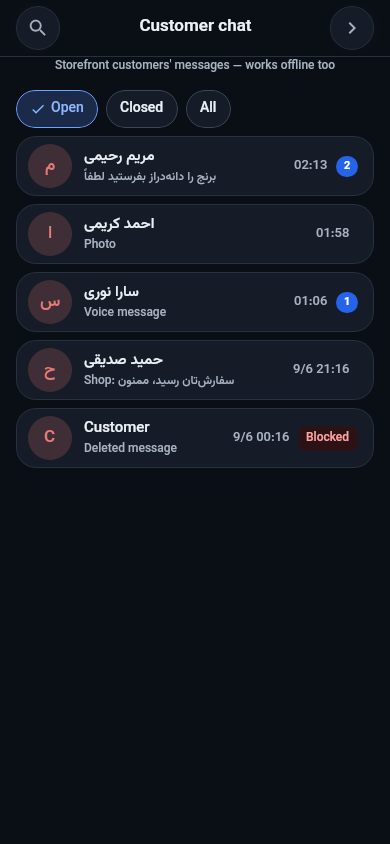 Customer chat
Storefront customers' messages — works offline too
Open
Closed
All
م
مریم رحیمی
برنج را دانه‌دراز بفرستید لطفاً
02:13
2
ا
احمد کریمی
Photo
01:58
س
سارا نوری
Voice message
01:06
1
ح
حمید صدیقی
Shop: سفارش‌تان رسید، ممنون
9/6 21:16
C
Customer
Deleted message
9/6 00:16
Blocked